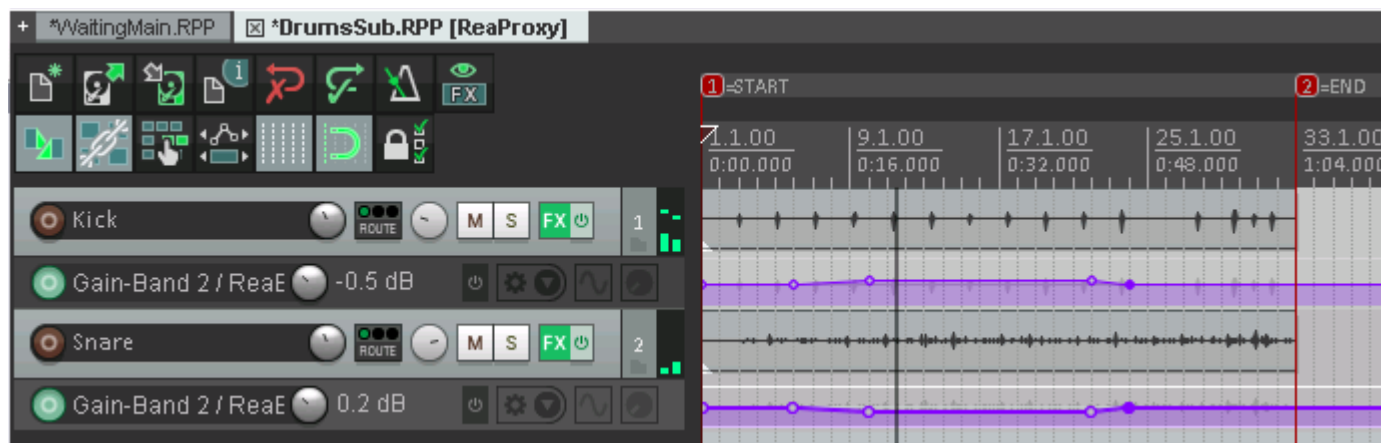 + *WaitingMain.RPP *DrumsSub.RPP [ReaProxy]
i
FX
1=START 2=END
1.1.00 9.1.00 17.1.00 25.1.00 33.1.00
0:00.000 0:16.000 0:32.000 0:48.000 1:04.000
Kick ROUTE M S FX 1
Gain-Band 2 / ReaE -0.5 dB
Snare ROUTE M S FX 2
Gain-Band 2 / ReaE 0.2 dB